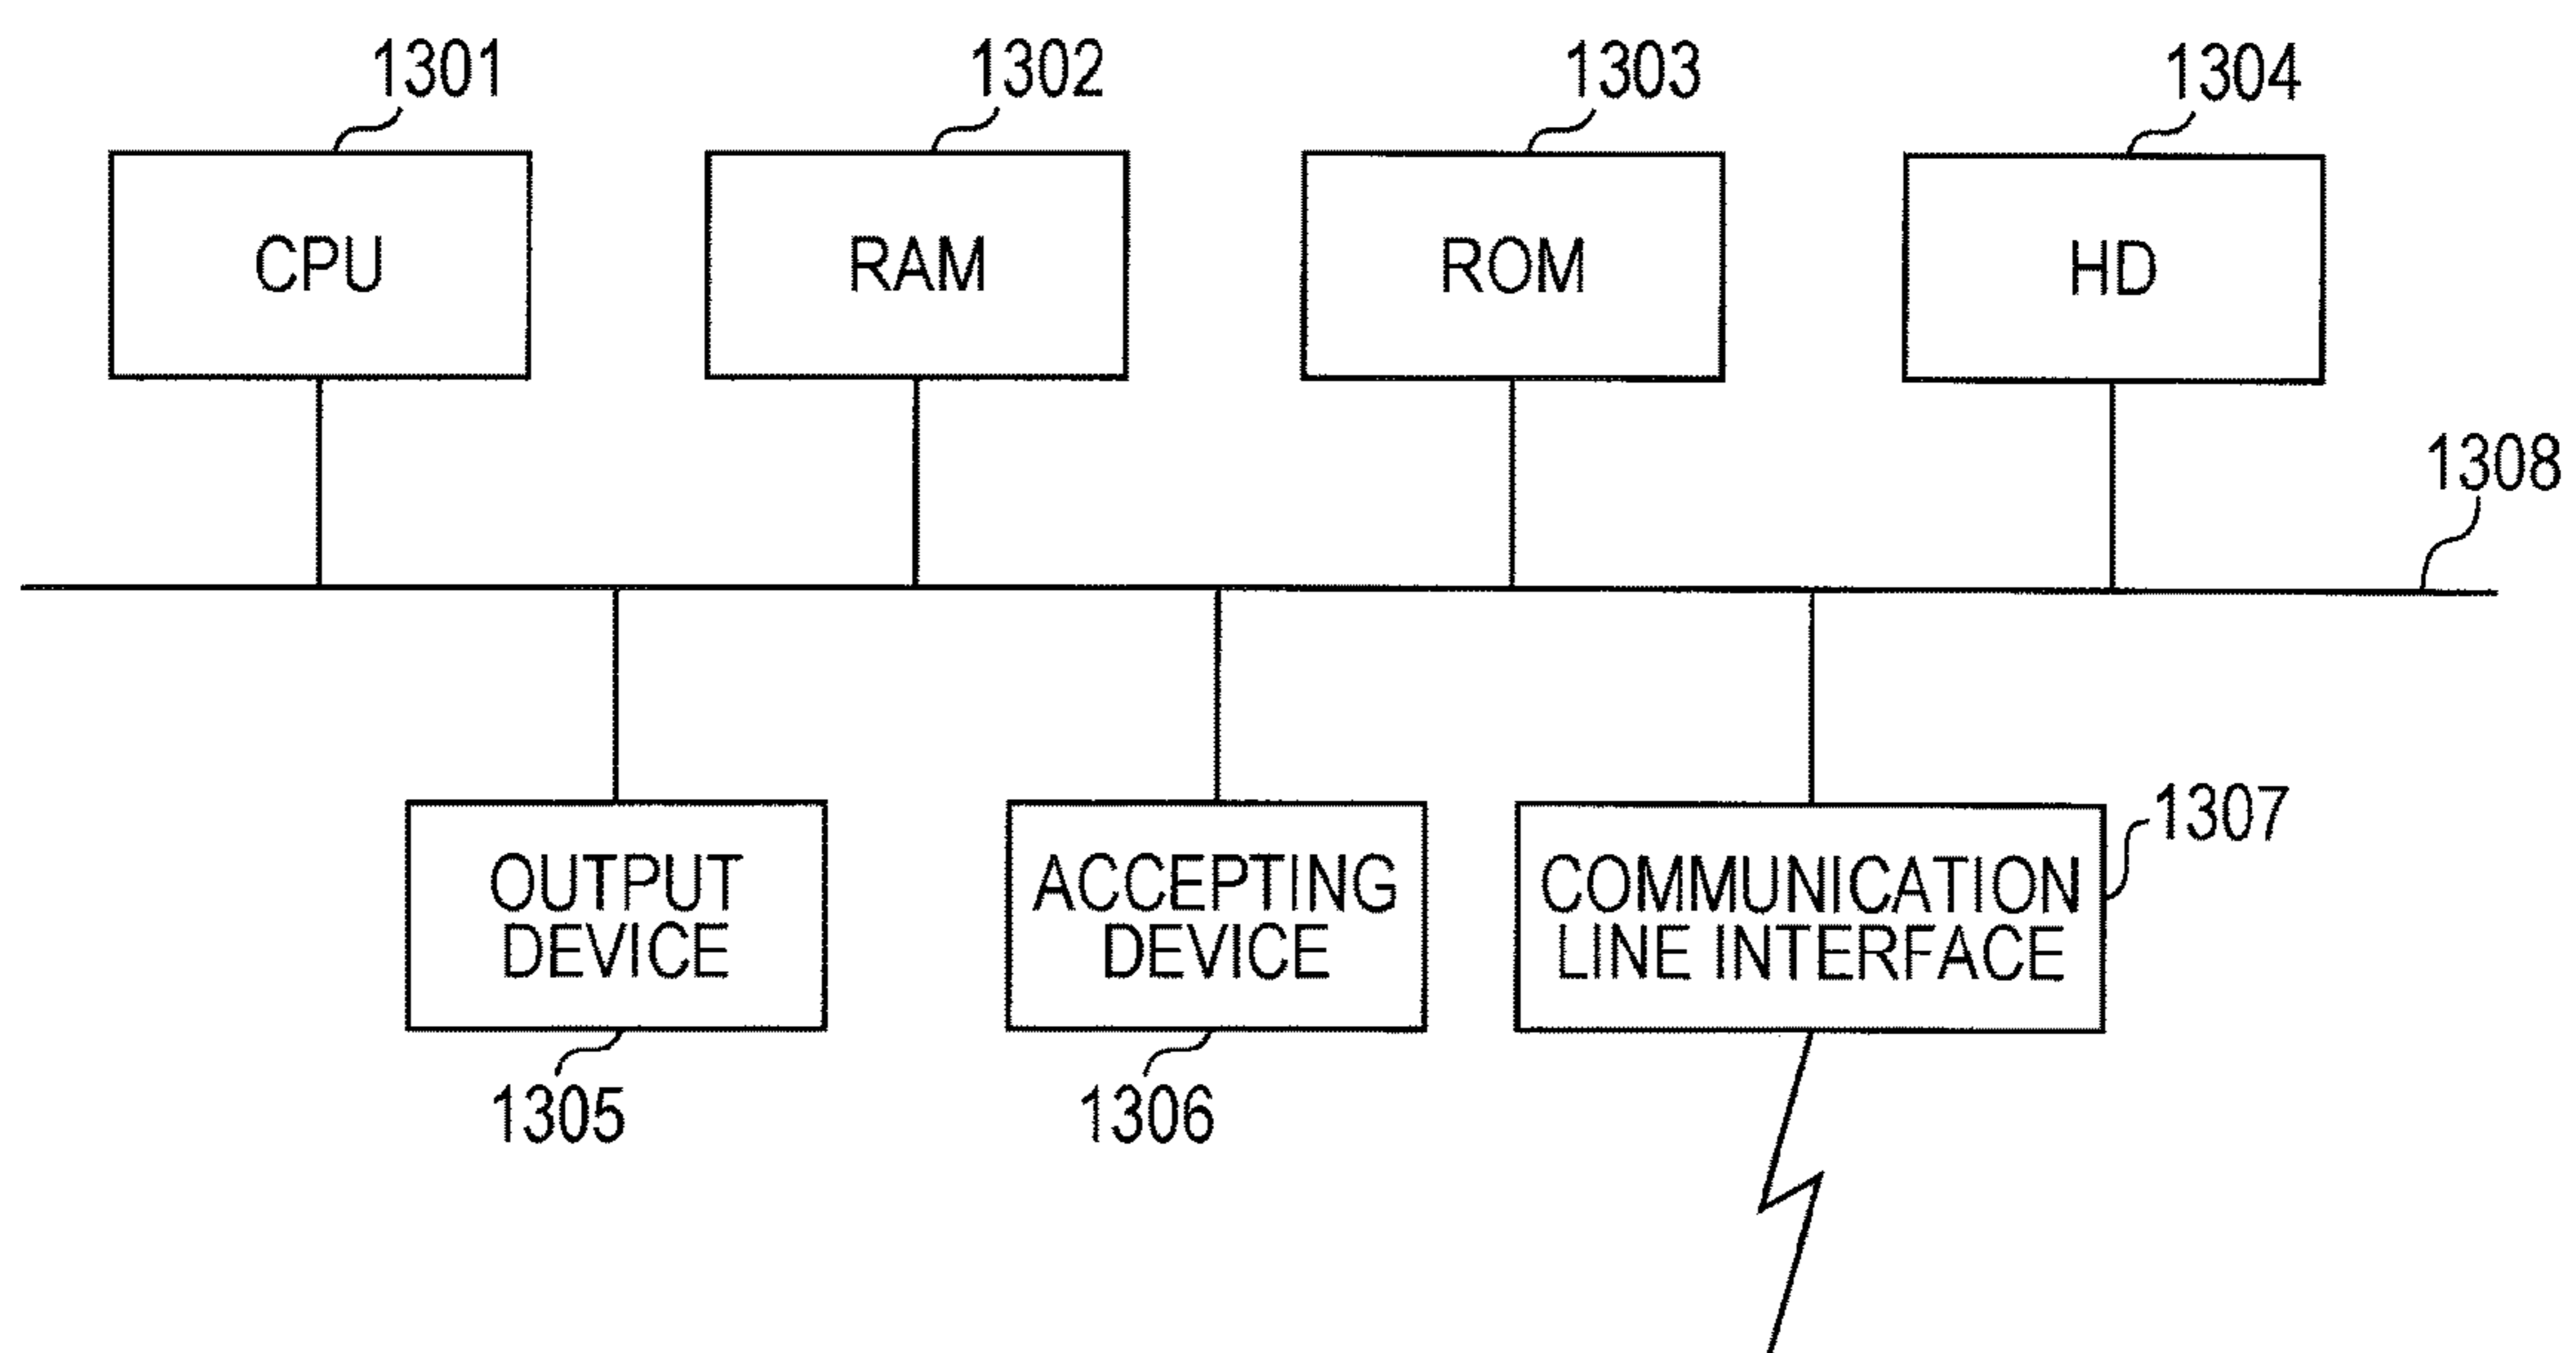 1301
1302
1303
1304
CPU
RAM
ROM
HD
1308
OUTPUT
DEVICE
ACCEPTING
DEVICE
COMMUNICATION
LINE INTERFACE
1307
1305
1306